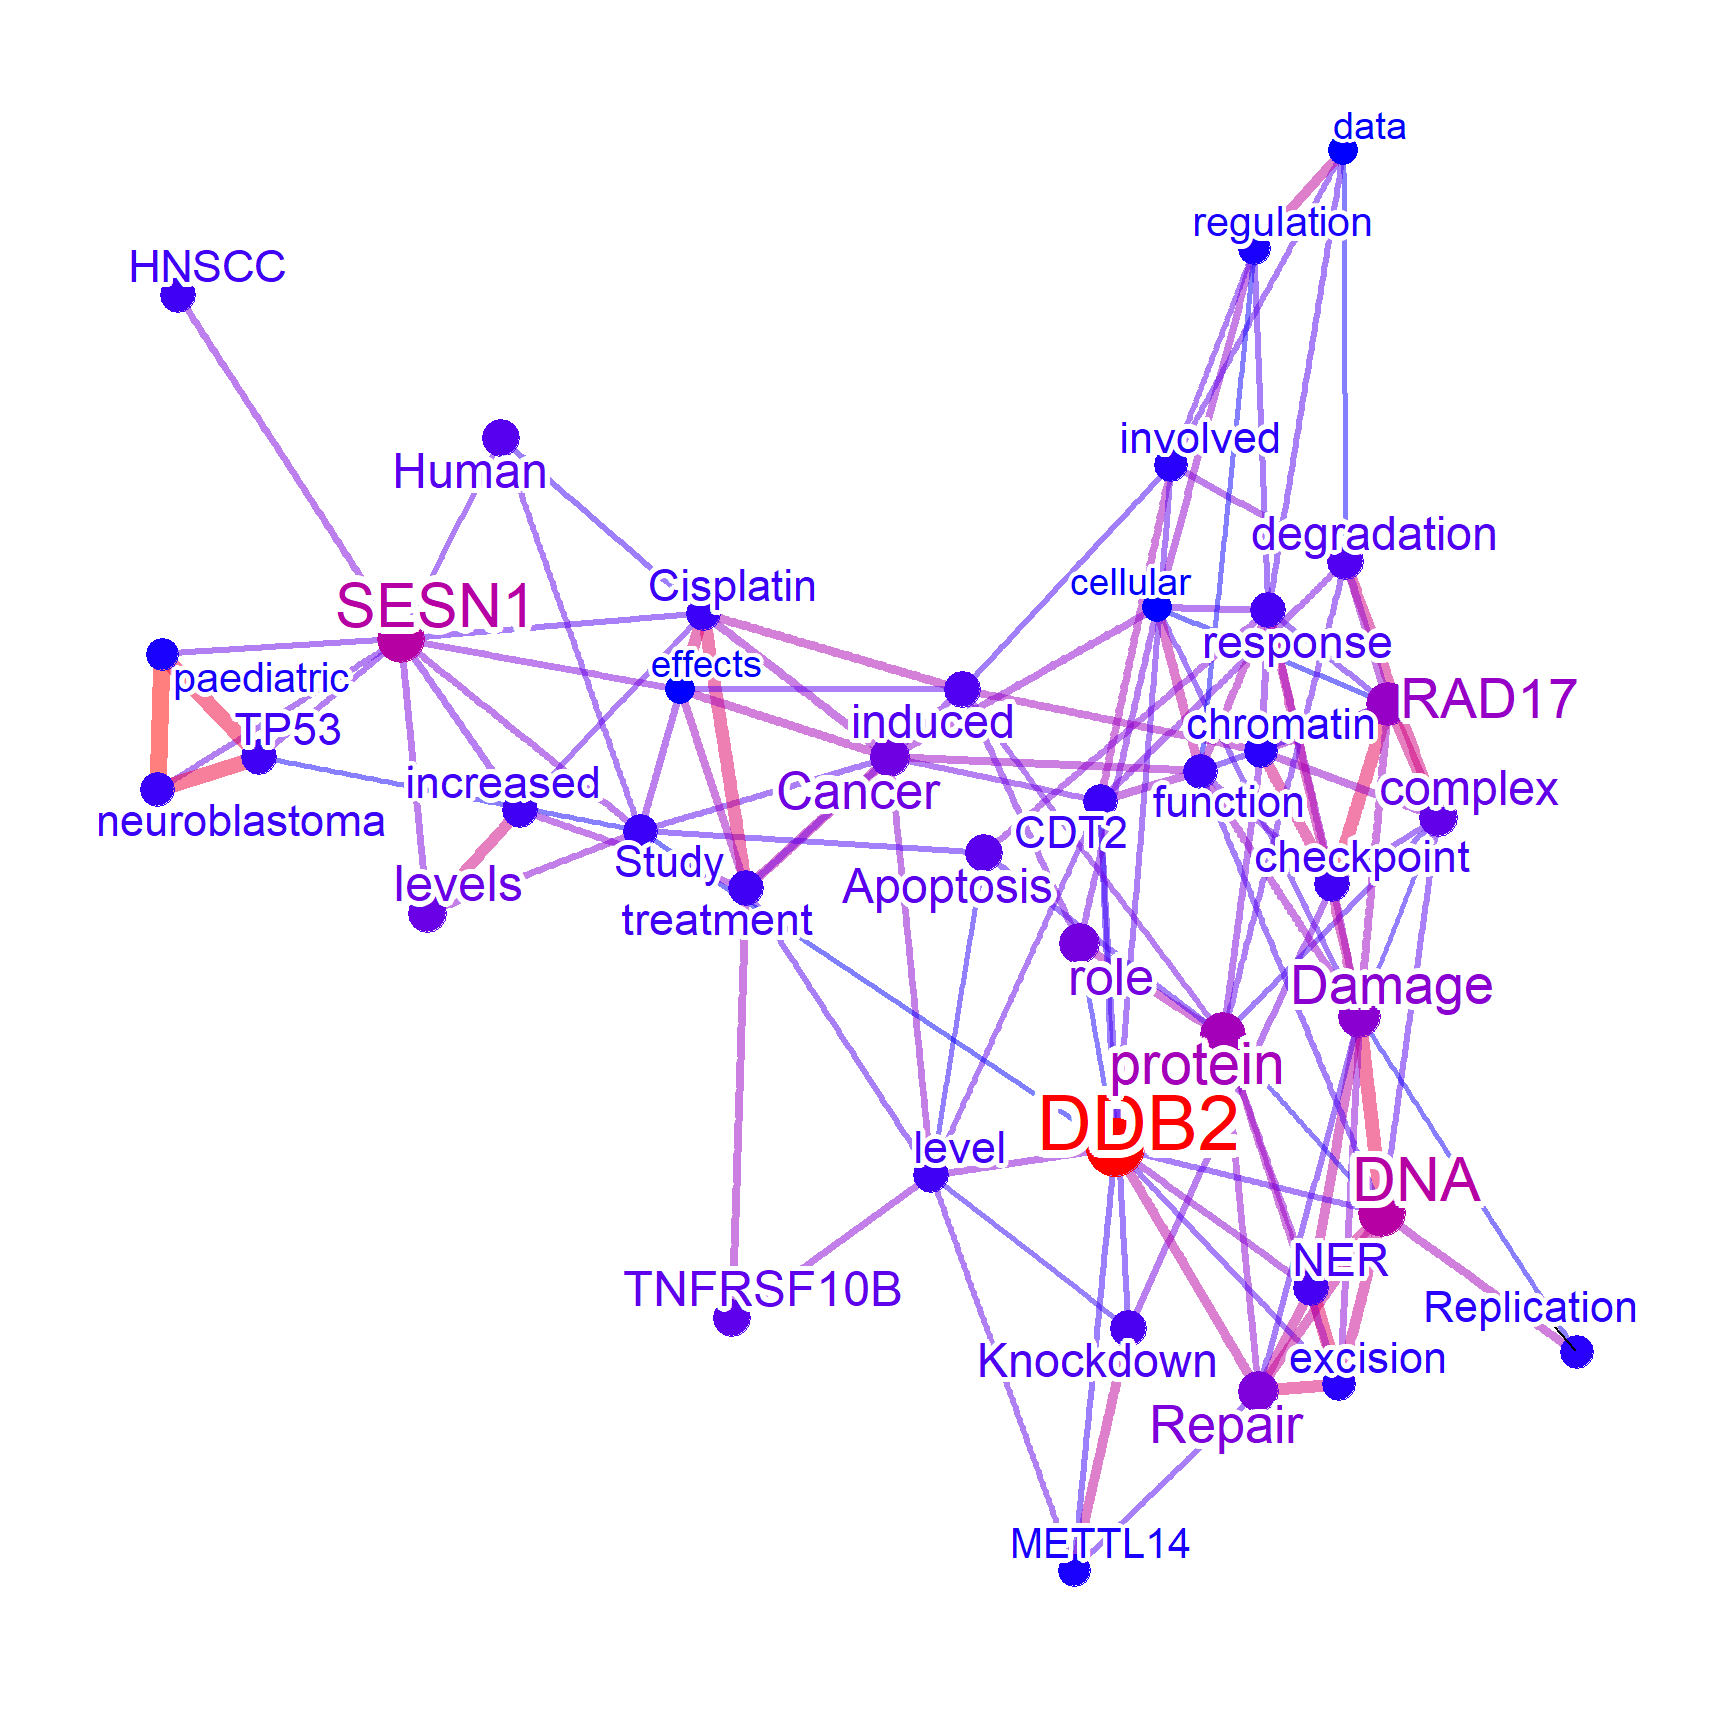 data
regulation
HNSCC
involved
Human
degradation
Cisplatin
cellular
SESN1
response
effects
paediatric
RAD17
induced
chromatin
TP53
increased
Cancer
complex
function
neuroblastoma
CDT2
checkpoint
Study
levels
Apoptosis
treatment
role
Damage
protein
DDB2
level
DNA
NER
TNFRSF10B
Replication
Knockdown
excision
Repair
METTL14